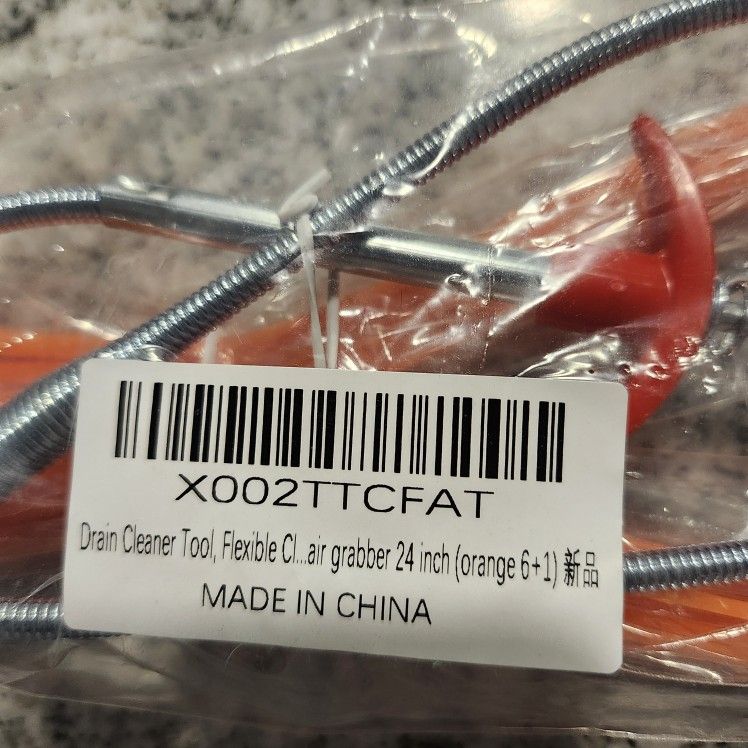 X002TTCFAT
Drain Cleaner Tool, Flexible Cl...air grabber 24 inch (orange 6+1) 新品
MADE IN CHINA